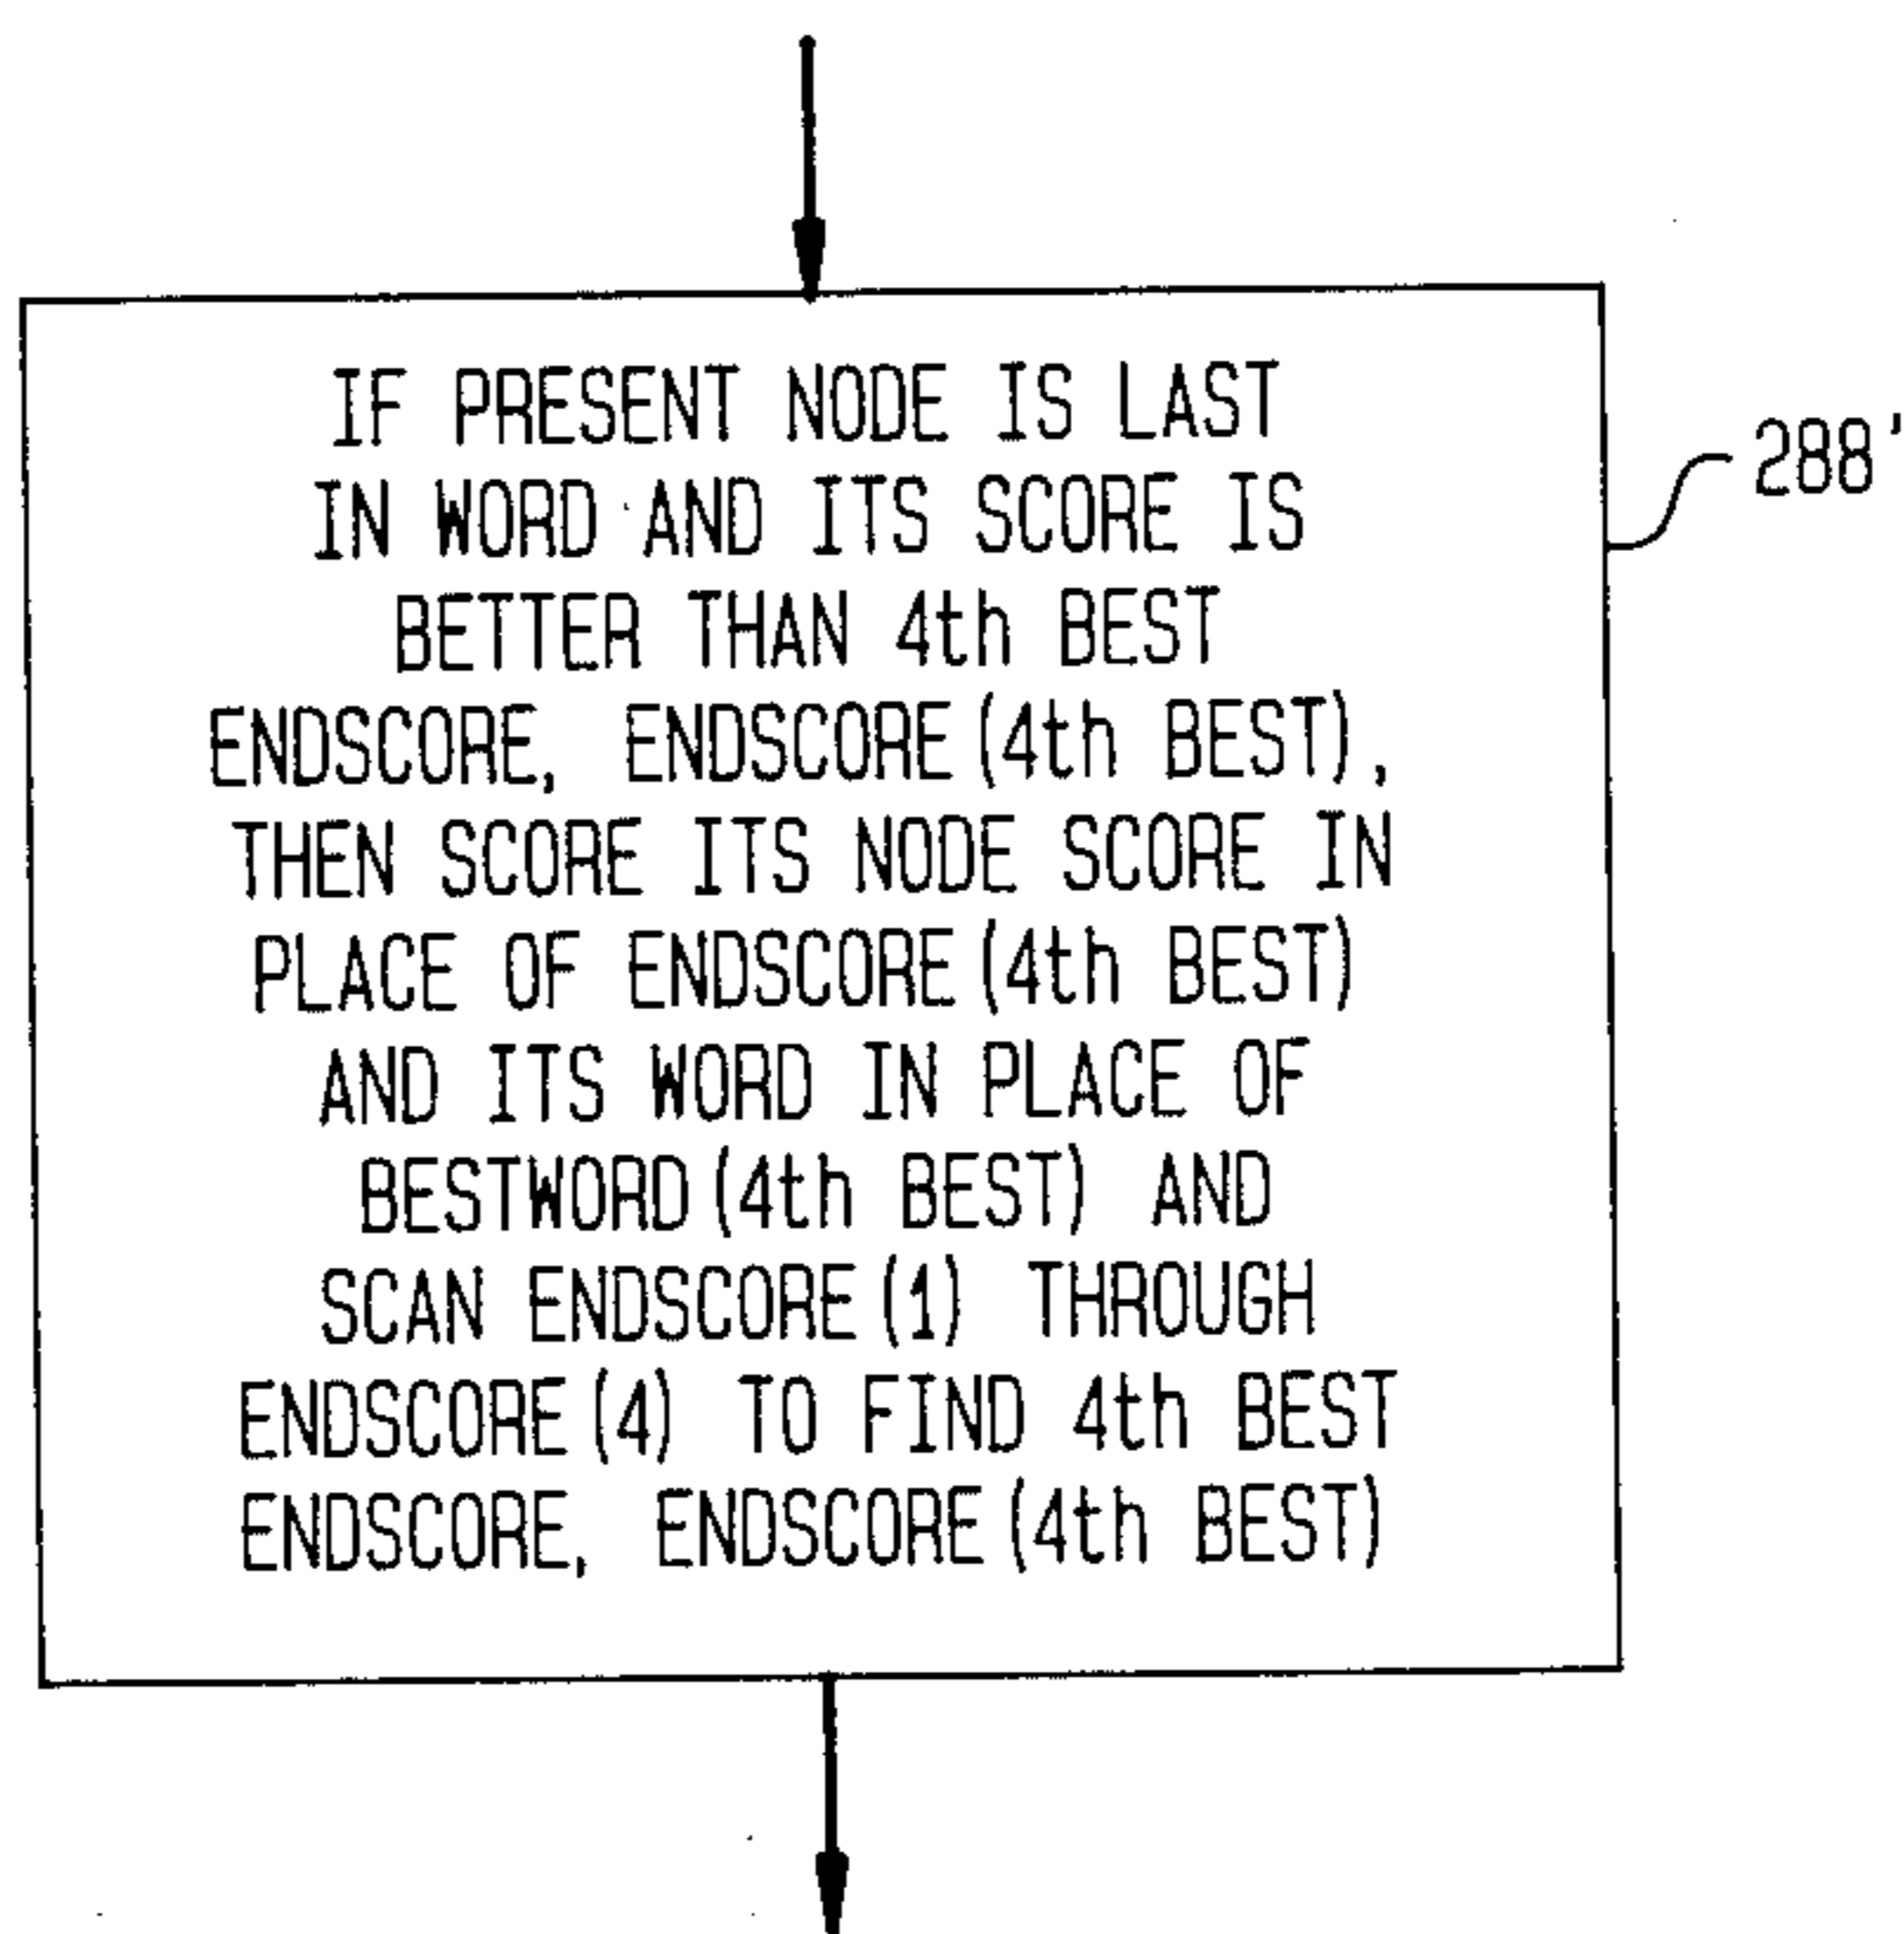 IF PRESENT NODE IS LAST
IN WORD AND ITS SCORE IS
BETTER THAN 4th BEST
ENDSCORE, ENDSCORE(4th BEST),
THEN SCORE ITS NODE SCORE IN
PLACE OF ENDSCORE(4th BEST)
AND ITS WORD IN PLACE OF
BESTWORD(4th BEST) AND
SCAN ENDSCORE(1) THROUGH
ENDSCORE(4) TO FIND 4th BEST
ENDSCORE, ENDSCORE(4th BEST)
288'